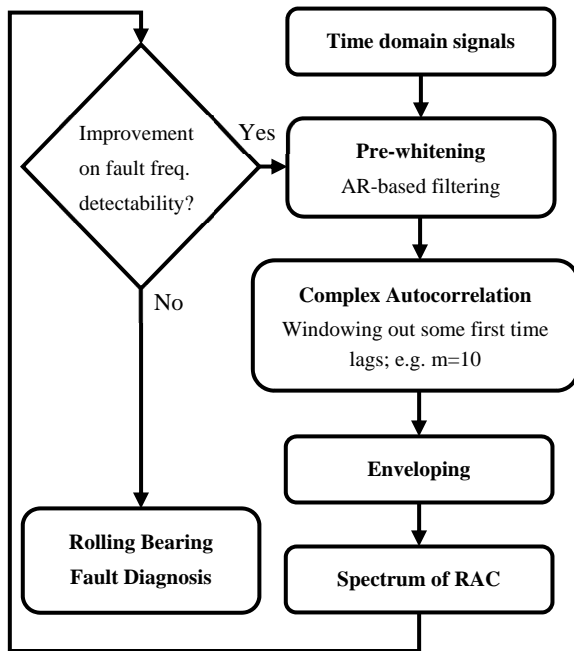 Time domain signals
Improvement
on fault freq.
detectability?
Yes
No
Pre-whitening
AR-based filtering
Complex Autocorrelation
Windowing out some first time
lags; e.g. m=10
Enveloping
Spectrum of RAC
Rolling Bearing
Fault Diagnosis